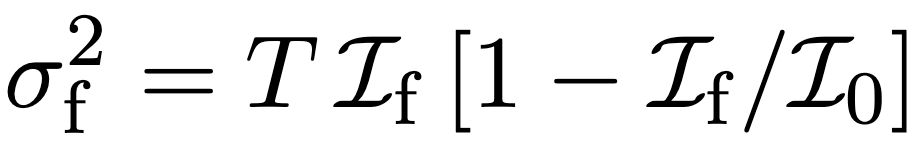 σ_f^2 = T ℐ_f [1 − ℐ_f/ℐ_0]